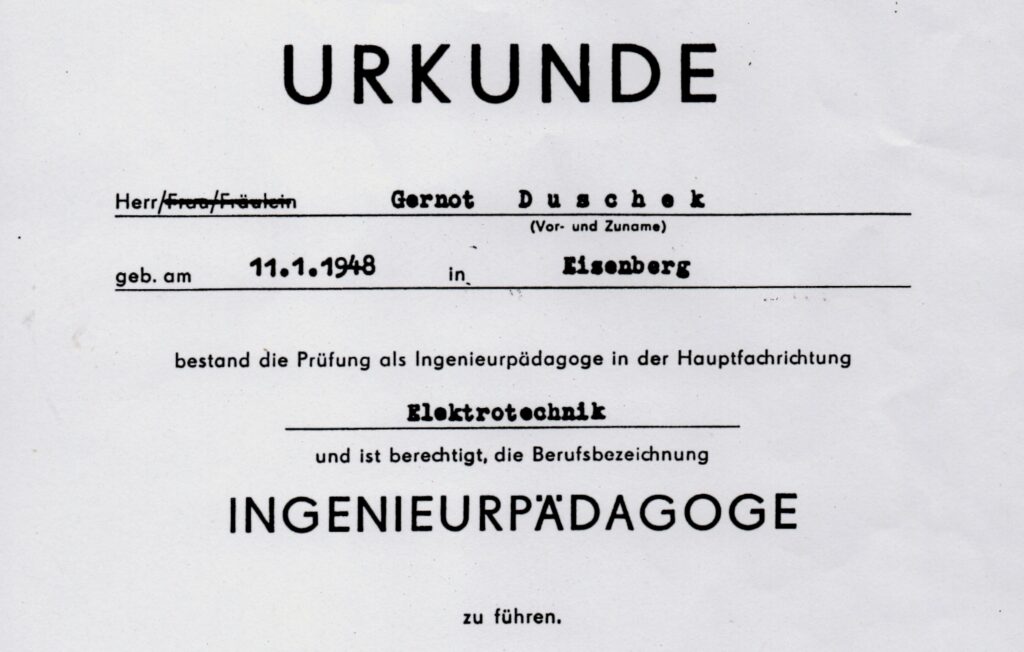 URKUNDE
Herr/Frau/Fräulein Gernot Duschek
(Vor- und Zuname)
geb. am 11.1.1948 in Eisenberg
bestand die Prüfung als Ingenieurpädagoge in der Hauptfachrichtung
Elektrotechnik
und ist berechtigt, die Berufsbezeichnung
INGENIEURPÄDAGOGE
zu führen.